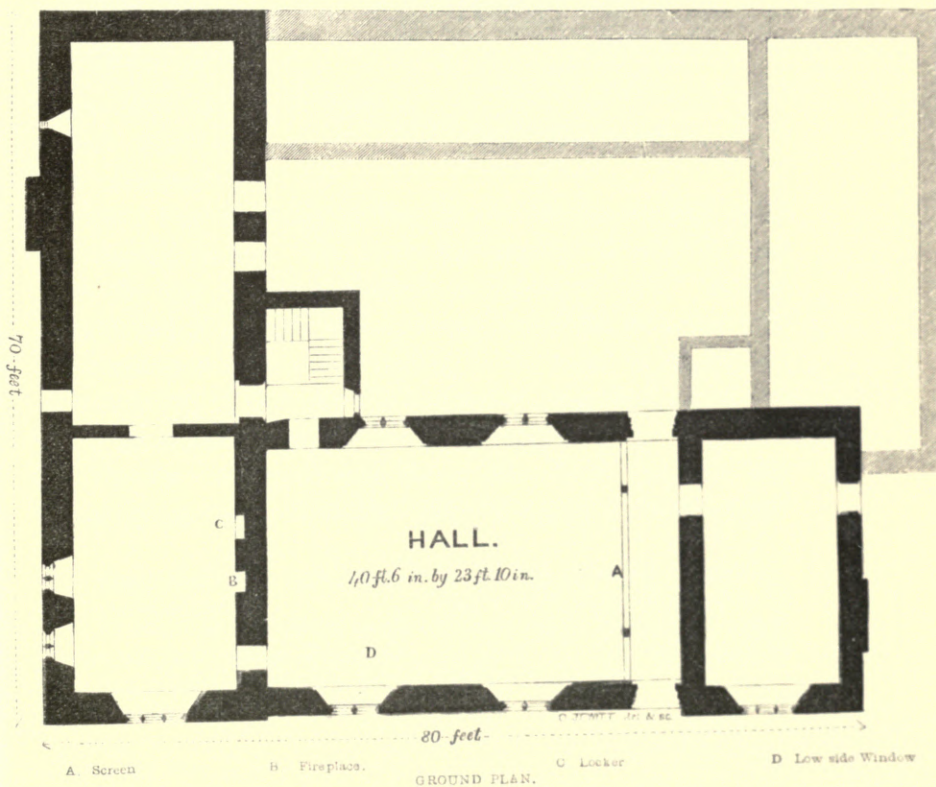 70 feet
C
HALL.
40 ft. 6 in. by 23 ft. 10 in.
B
A
D
& sc.
80 feet
A Screen
B Fireplace.
C Locker
D Low side Window
GROUND PLAN.